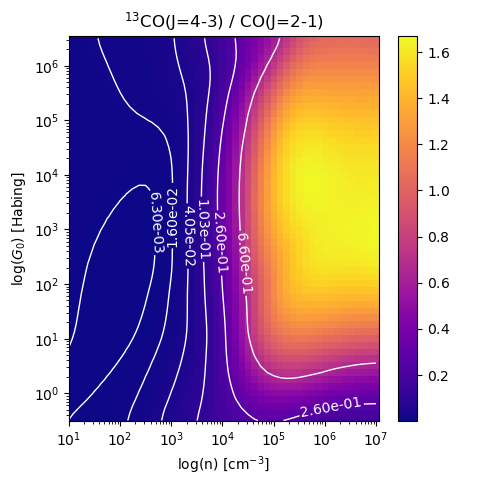 ¹³CO(J=4-3) / CO(J=2-1)
log(G₀) [Habing]
10⁶
10⁵
10⁴
10³
10²
10¹
10⁰
6.30e-03
1.60e-02
4.05e-02
1.03e-01
2.60e-01
6.60e-01
2.60e-01
10¹ 10² 10³ 10⁴ 10⁵ 10⁶ 10⁷
log(n) [cm⁻³]
1.6
1.4
1.2
1.0
0.8
0.6
0.4
0.2